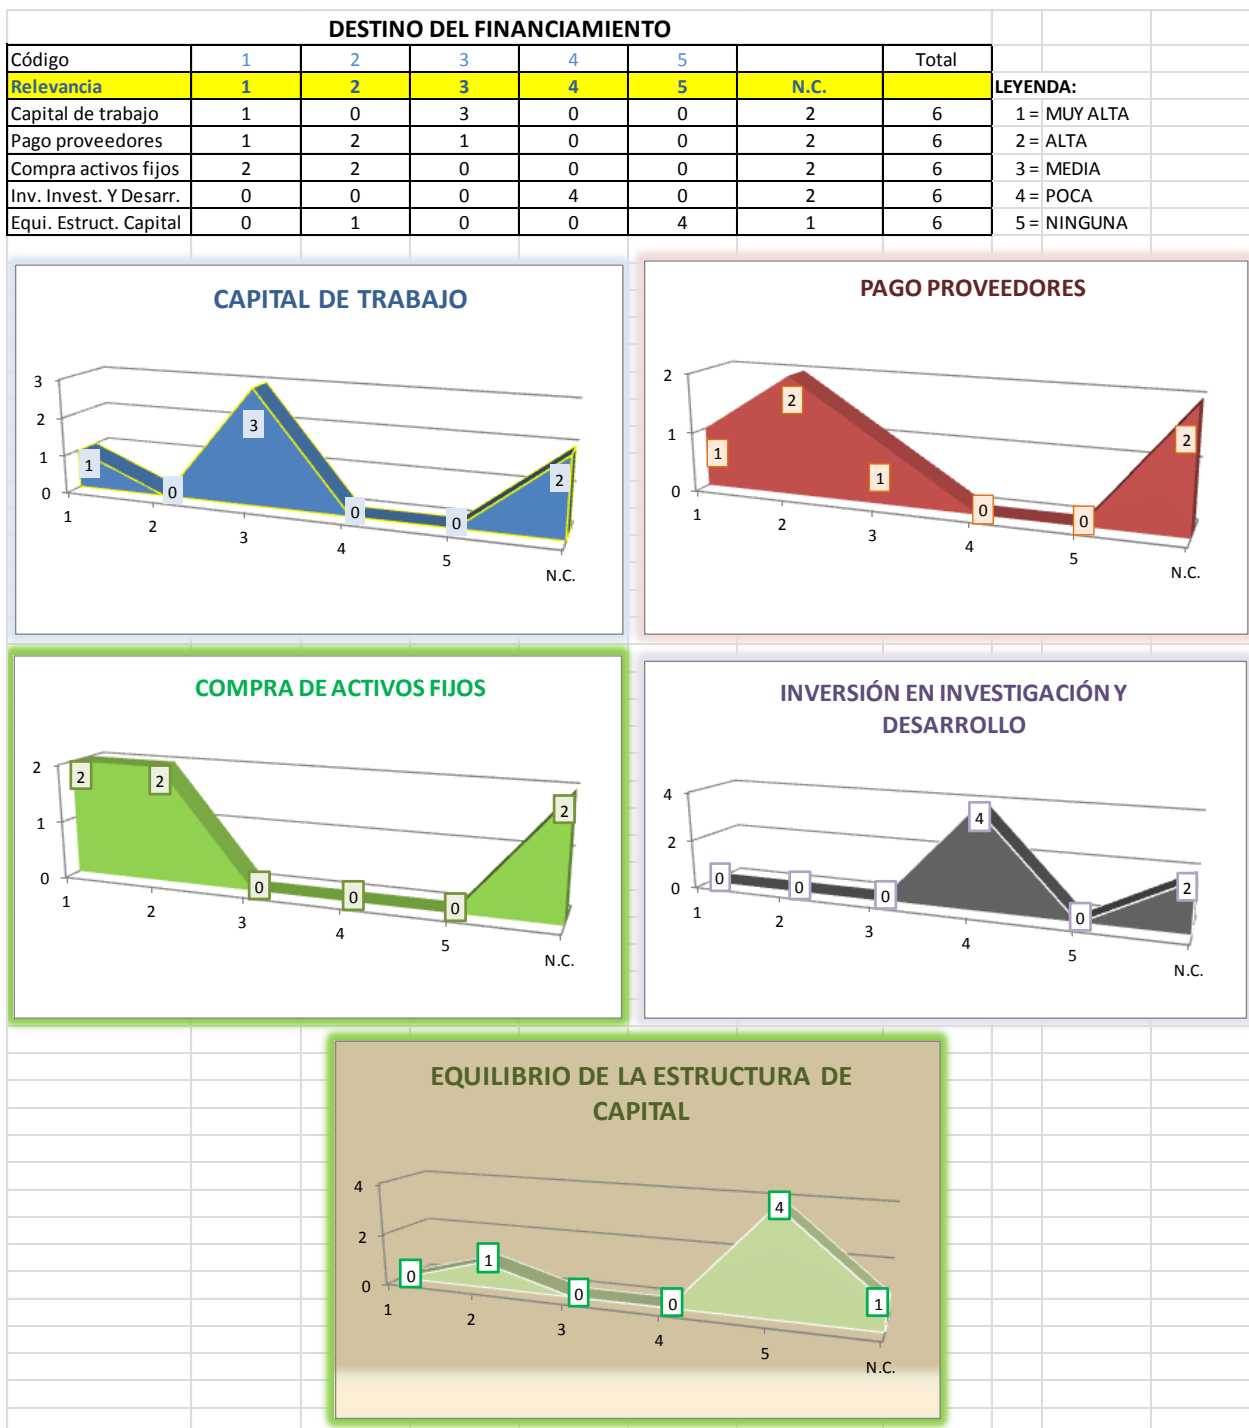 DESTINO DEL FINANCIAMIENTO
Código 1 2 3 4 5 Total
Relevancia 1 2 3 4 5 N.C. LEYENDA:
Capital de trabajo 1 0 3 0 0 2 6 1 = MUY ALTA
Pago proveedores 1 2 1 0 0 2 6 2 = ALTA
Compra activos fijos 2 2 0 0 0 2 6 3 = MEDIA
Inv. Invest. Y Desarr. 0 0 0 4 0 2 6 4 = POCA
Equi. Estruct. Capital 0 1 0 0 4 1 6 5 = NINGUNA
CAPITAL DE TRABAJO
3
2
1
0
1 0 3 0 0 2
1 2 3 4 5 N.C.
PAGO PROVEEDORES
2
1
0
1 2 1 0 0 2
1 2 3 4 5 N.C.
COMPRA DE ACTIVOS FIJOS
2
1
0
2 2 0 0 0 2
1 2 3 4 5 N.C.
INVERSIÓN EN INVESTIGACIÓN Y
DESARROLLO
4
2
0
0 0 0 4 0 2
1 2 3 4 5 N.C.
EQUILIBRIO DE LA ESTRUCTURA DE
CAPITAL
4
2
0
0 1 0 0 4 1
1 2 3 4 5 N.C.